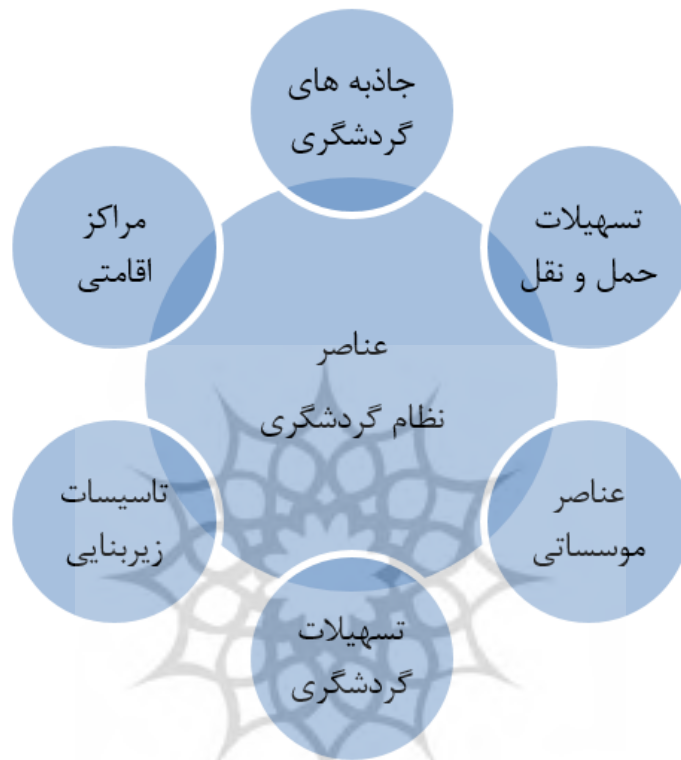 جاذبه های
گردشگری
تسهیلات
حمل و نقل
عناصر
موسساتی
تسهیلات
گردشگری
تاسیسات
زیربنایی
مراکز
اقامتی
عناصر
نظام گردشگری